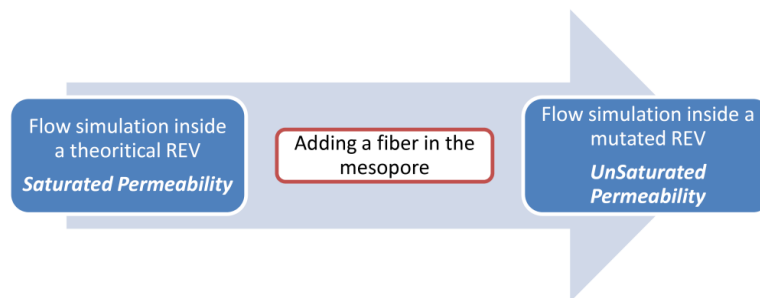 Flow simulation inside
a theoritical REV
Saturated Permeability
Adding a fiber in the
mesopore
Flow simulation inside a
mutated REV
UnSaturated
Permeability